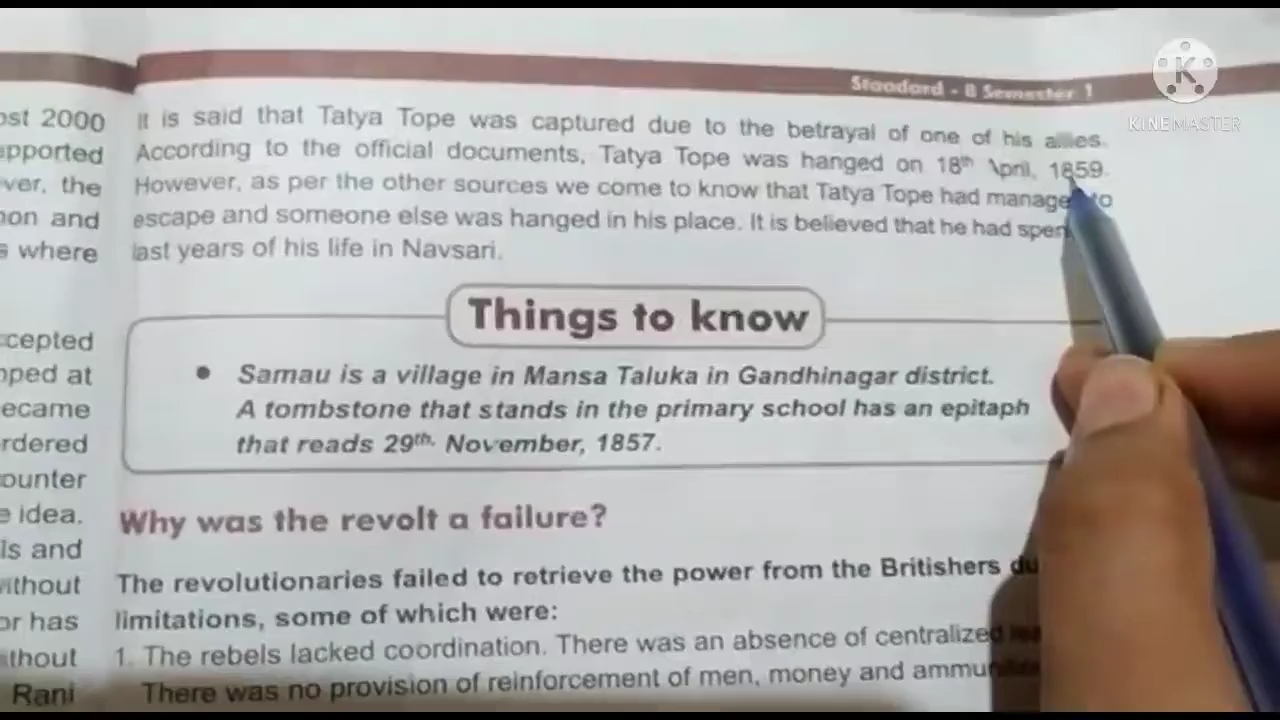 Standard - 8 Semester 1
KINEMASTER
ost 2000
pported
ver, the
on and
s where
cepted
pped at
ecame
rdered
ounter
e idea.
ls and
without
or has
thout
Rani
It is said that Tatya Tope was captured due to the betrayal of one of his allies.
According to the official documents, Tatya Tope was hanged on 18th April, 1859.
However, as per the other sources we come to know that Tatya Tope had manage to
escape and someone else was hanged in his place. It is believed that he had spen
last years of his life in Navsari.
Things to know
• Samau is a village in Mansa Taluka in Gandhinagar district.
A tombstone that stands in the primary school has an epitaph
that reads 29th. November, 1857.
Why was the revolt a failure?
The revolutionaries failed to retrieve the power from the Britishers du
limitations, some of which were:
1. The rebels lacked coordination. There was an absence of centralized
There was no provision of reinforcement of men, money and ammu